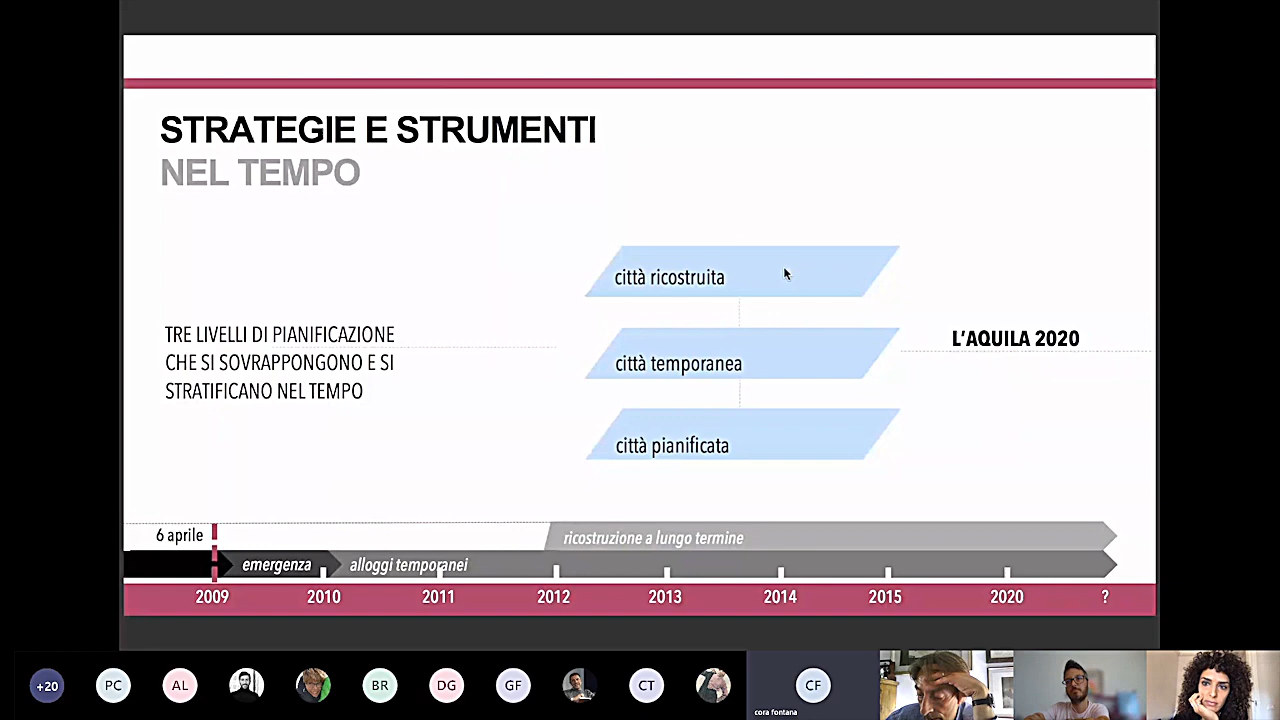 STRATEGIE E STRUMENTI
NEL TEMPO
città ricostruita
TRE LIVELLI DI PIANIFICAZIONE
CHE SI SOVRAPPONGONO E SI
STRATIFICANO NEL TEMPO
città temporanea
L'AQUILA 2020
città pianificata
6 aprile
ricostruzione a lungo termine
emergenza
alloggi temporanei
2009 2010 2011 2012 2013 2014 2015 2020 ?
+20 PC AL BR DG GF CT CF
cora fontana